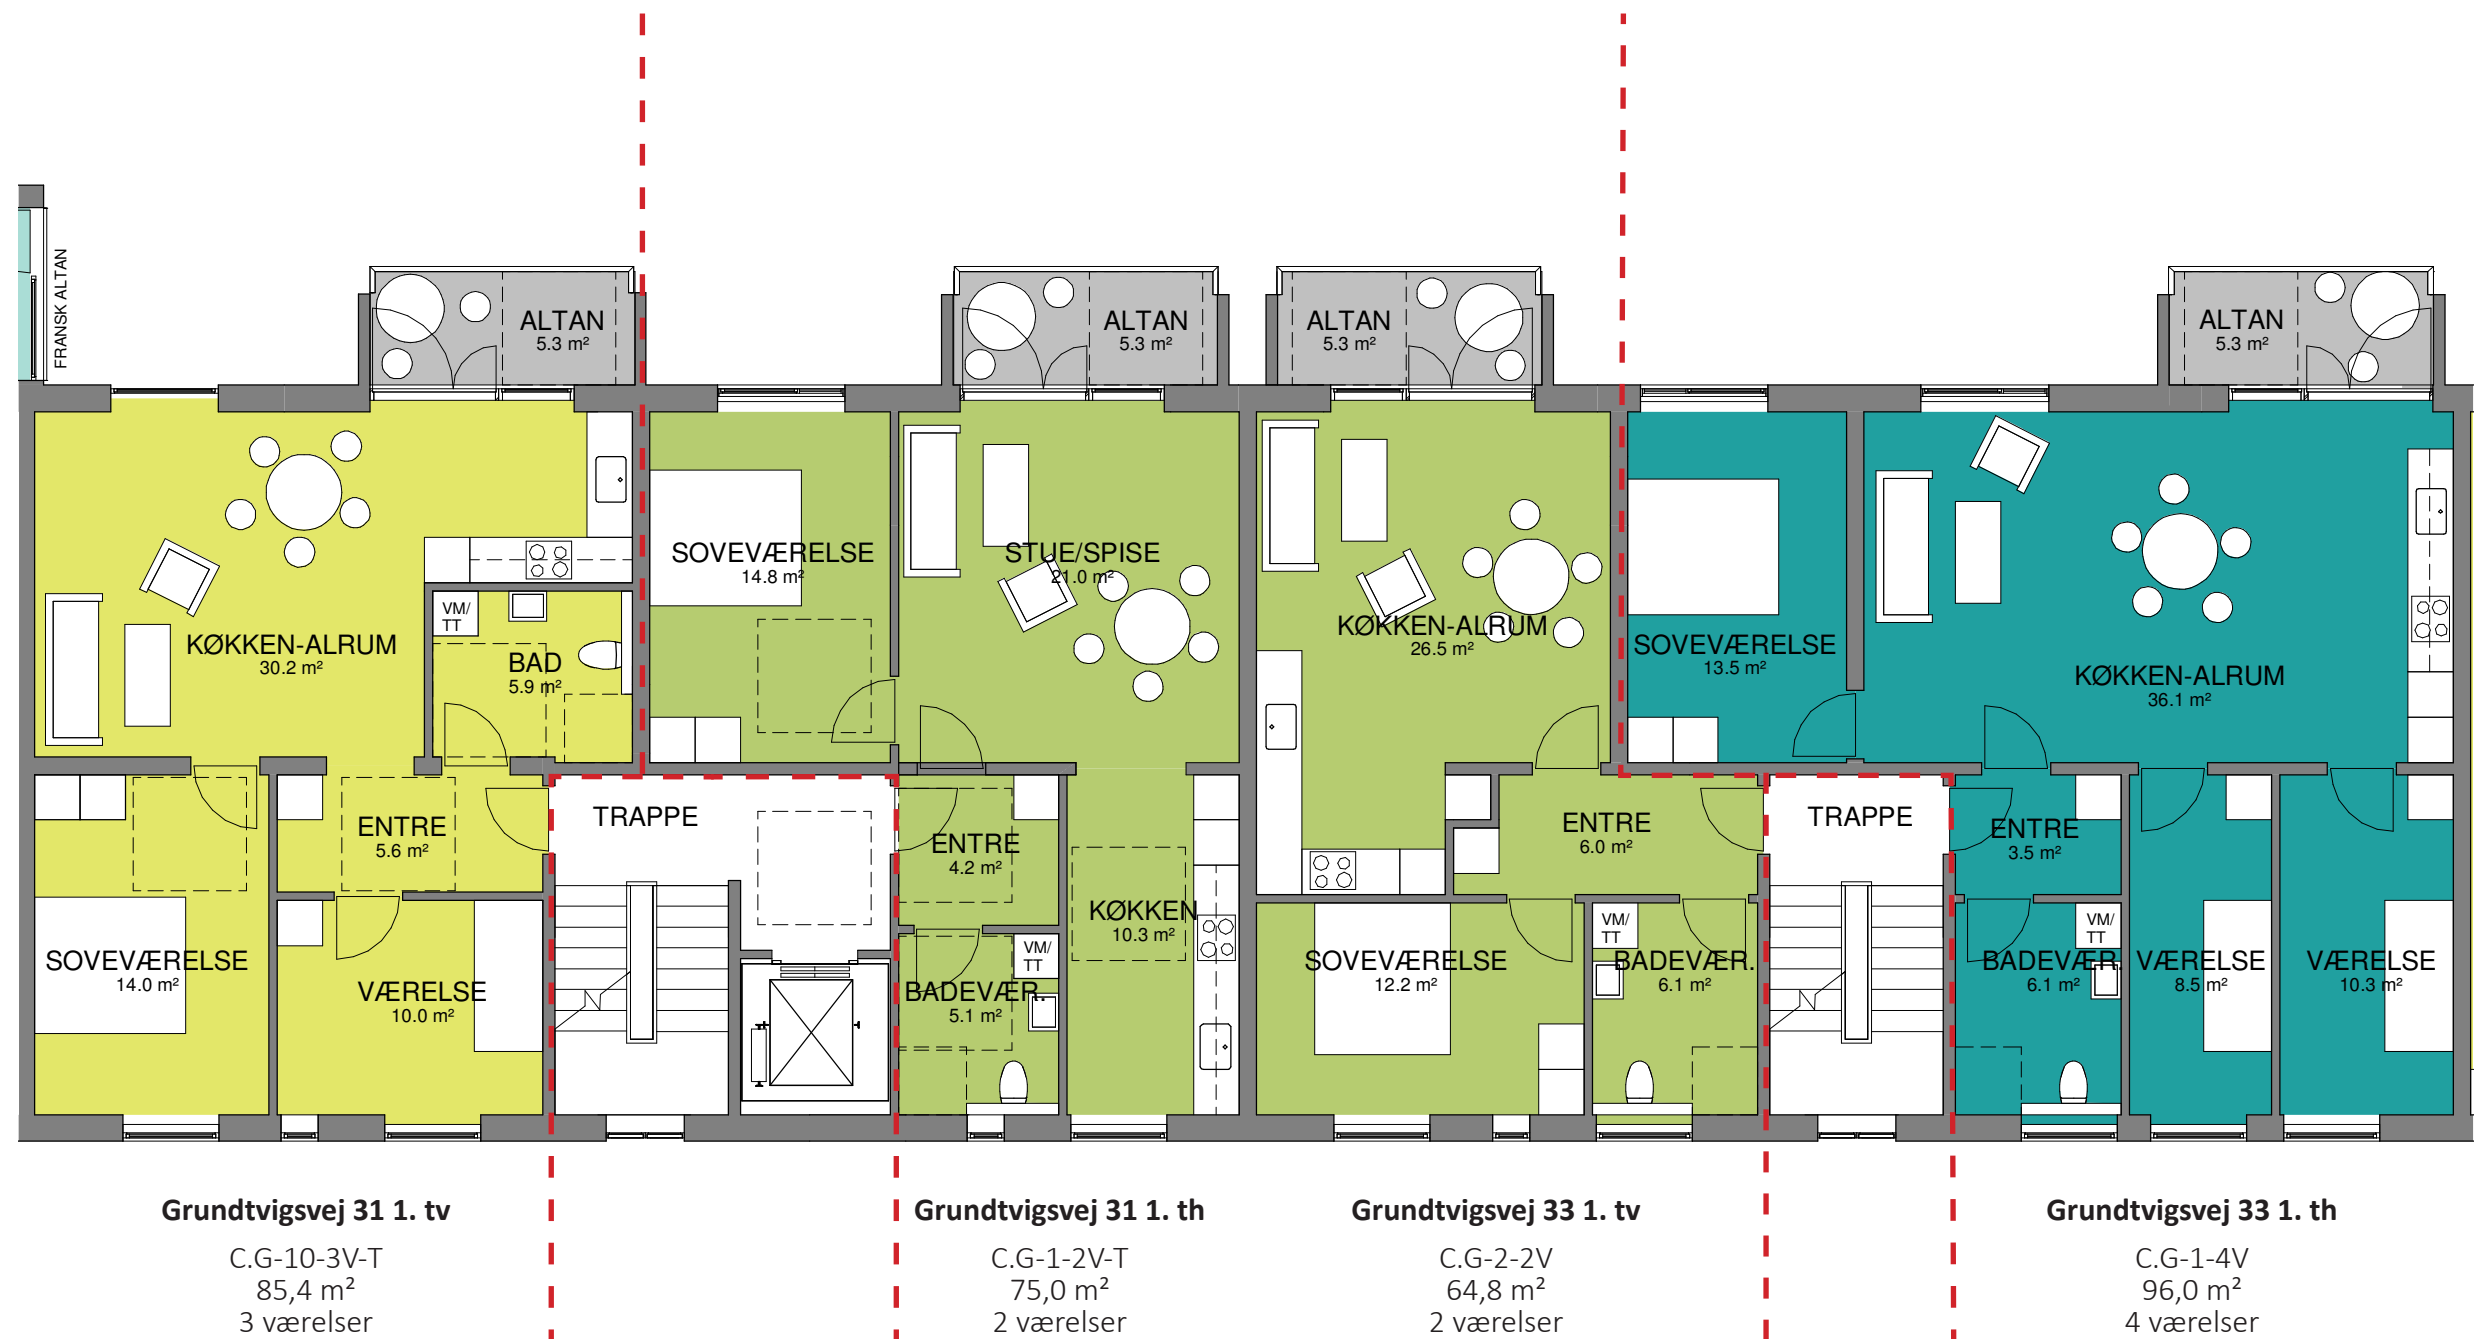 FRANSK ALTAN
ALTAN
5.3 m²
ALTAN
5.3 m²
ALTAN
5.3 m²
ALTAN
5.3 m²
KØKKEN-ALRUM
30.2 m²
VM/
TT
BAD
5.9 m²
SOVEVÆRELSE
14.8 m²
STUE/SPISE
21.0 m²
KØKKEN-ALRUM
26.5 m²
SOVEVÆRELSE
13.5 m²
KØKKEN-ALRUM
36.1 m²
ENTRE
5.6 m²
TRAPPE
ENTRE
4.2 m²
KØKKEN
10.3 m²
ENTRE
6.0 m²
TRAPPE
ENTRE
3.5 m²
SOVEVÆRELSE
14.0 m²
VÆRELSE
10.0 m²
VM/
TT
BADEVÆR.
5.1 m²
SOVEVÆRELSE
12.2 m²
VM/
TT
BADEVÆR.
6.1 m²
VM/
TT
BADEVÆR.
6.1 m²
VÆRELSE
8.5 m²
VÆRELSE
10.3 m²
Grundtvigsvej 31 1. tv
C.G-10-3V-T
85,4 m²
3 værelser
Grundtvigsvej 31 1. th
C.G-1-2V-T
75,0 m²
2 værelser
Grundtvigsvej 33 1. tv
C.G-2-2V
64,8 m²
2 værelser
Grundtvigsvej 33 1. th
C.G-1-4V
96,0 m²
4 værelser